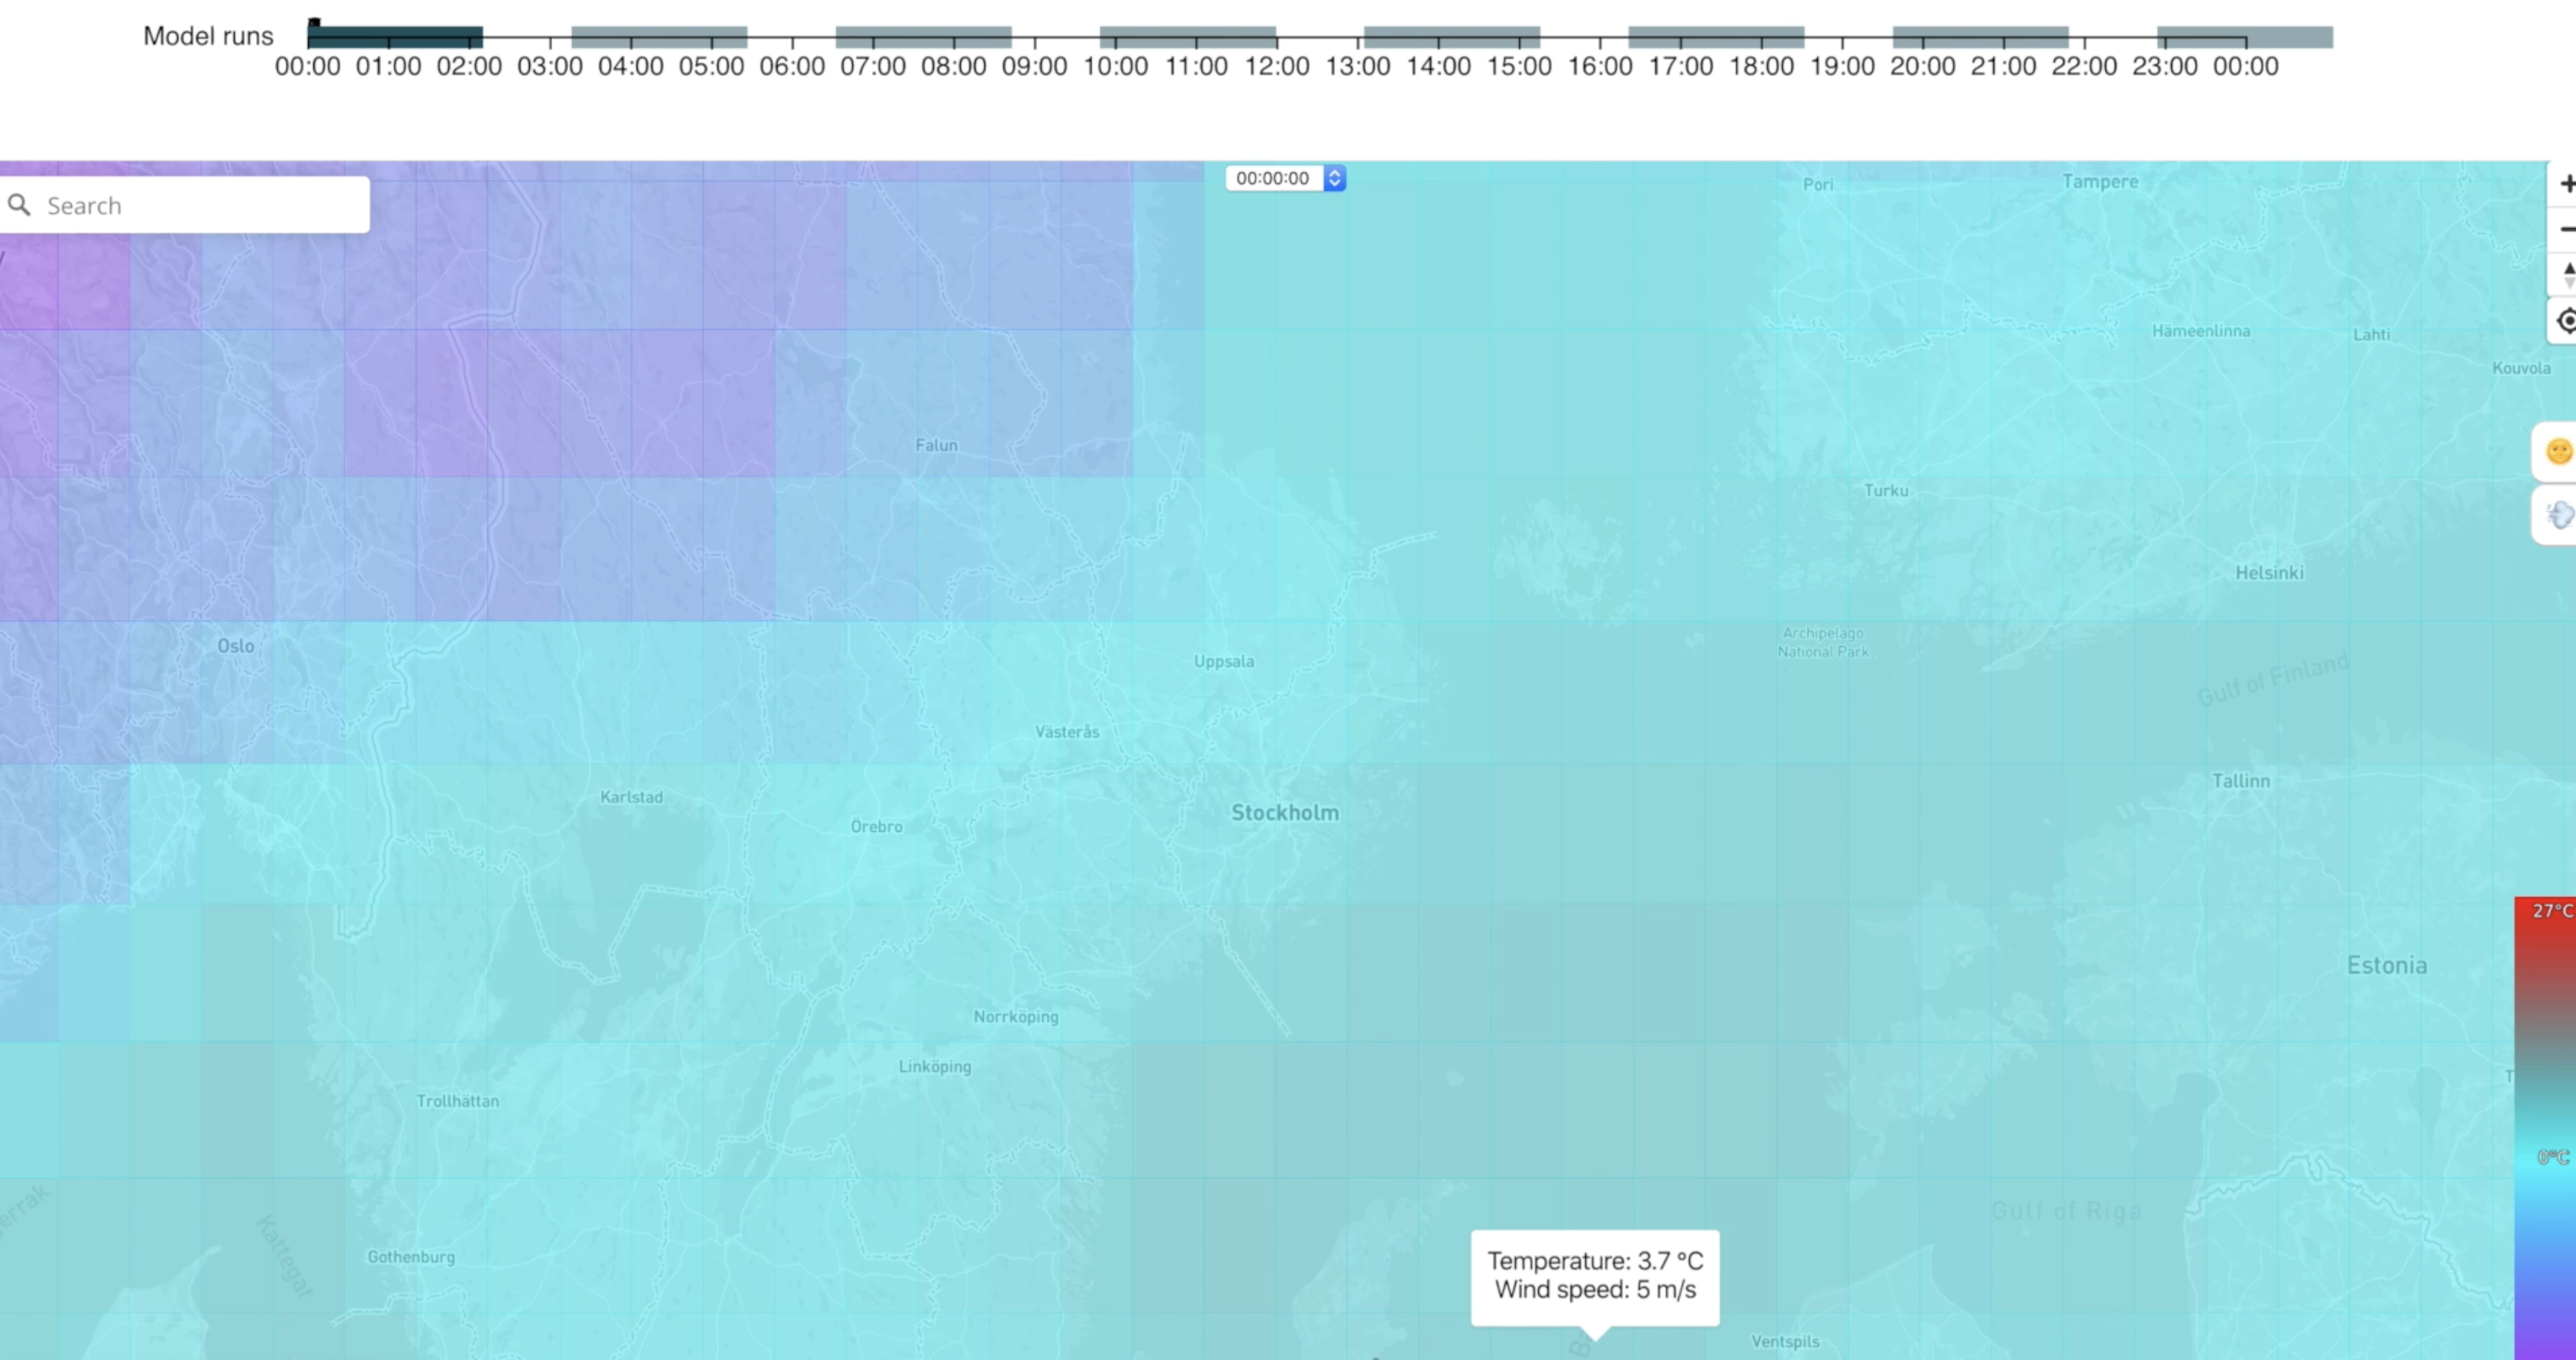 Model runs
00:00 01:00 02:00 03:00 04:00 05:00 06:00 07:00 08:00 09:00 10:00 11:00 12:00 13:00 14:00 15:00 16:00 17:00 18:00 19:00 20:00 21:00 22:00 23:00 00:00
Search
00:00:00
Pori
Tampere
Hämeenlinna
Lahti
Kouvola
Falun
Turku
Helsinki
Oslo
Archipelago
National Park
Uppsala
Gulf of Finland
Västerås
Tallinn
Karlstad
Stockholm
Örebro
27°C
Estonia
Norrköping
Linköping
Trollhättan
0°C
Gulf of Riga
Kattegat
Gothenburg
Temperature: 3.7 °C
Wind speed: 5 m/s
Ventspils